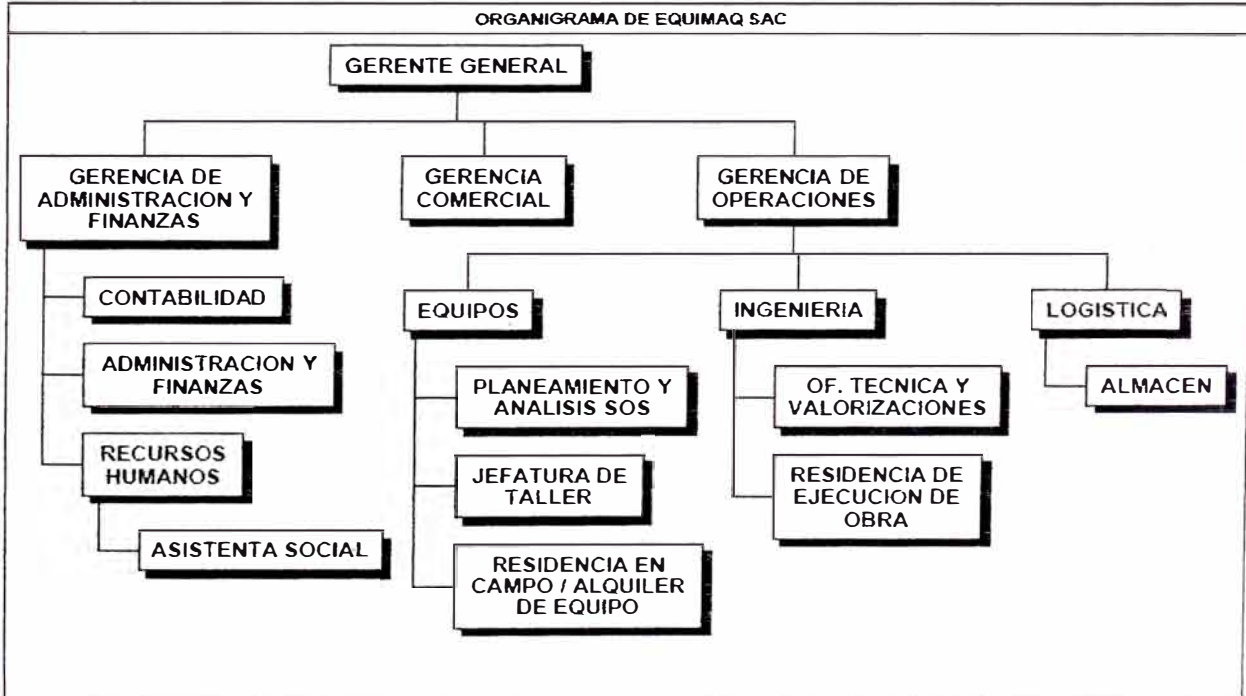 ORGANIGRAMA DE EQUIMAQ SAC
GERENTE GENERAL
GERENCIA DE
ADMINISTRACION Y
FINANZAS
GERENCIA
COMERCIAL
GERENCIA DE
OPERACIONES
CONTABILIDAD
ADMINISTRACION Y
FINANZAS
RECURSOS
HUMANOS
ASISTENTA SOCIAL
EQUIPOS
PLANEAMIENTO Y
ANALISIS SOS
JEFATURA DE
TALLER
RESIDENCIA EN
CAMPO / ALQUILER
DE EQUIPO
INGENIERIA
OF. TECNICA Y
VALORIZACIONES
RESIDENCIA DE
EJECUCION DE
OBRA
LOGISTICA
ALMACEN